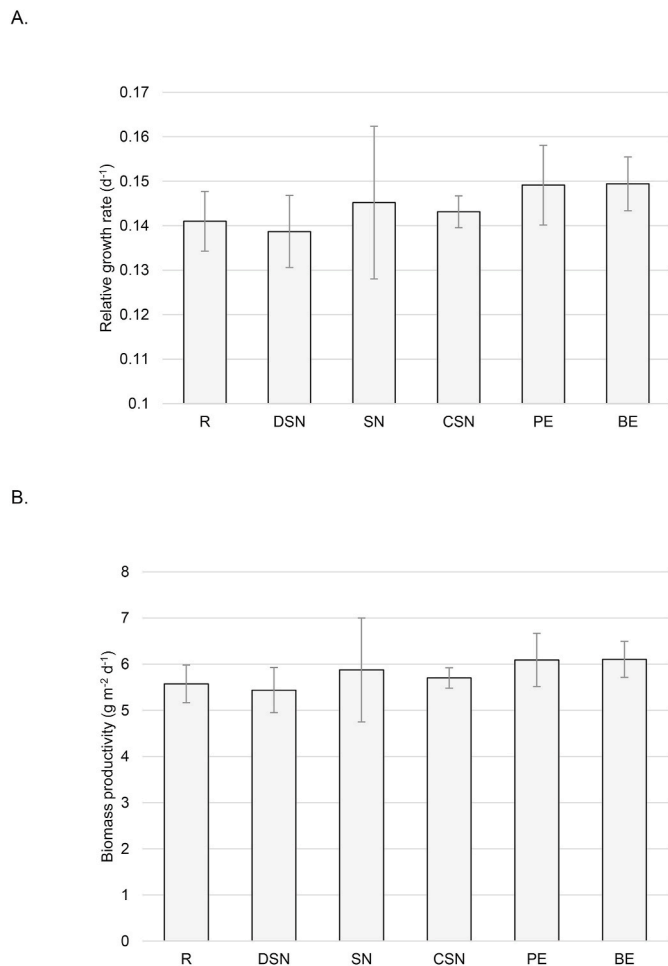 A.
0.17
0.16
0.15
0.14
0.13
0.12
0.11
0.1
Relative growth rate (d⁻¹)
R DSN SN CSN PE BE
B.
8
7
6
5
4
3
2
1
0
Biomass productivity (g m⁻² d⁻¹)
R DSN SN CSN PE BE